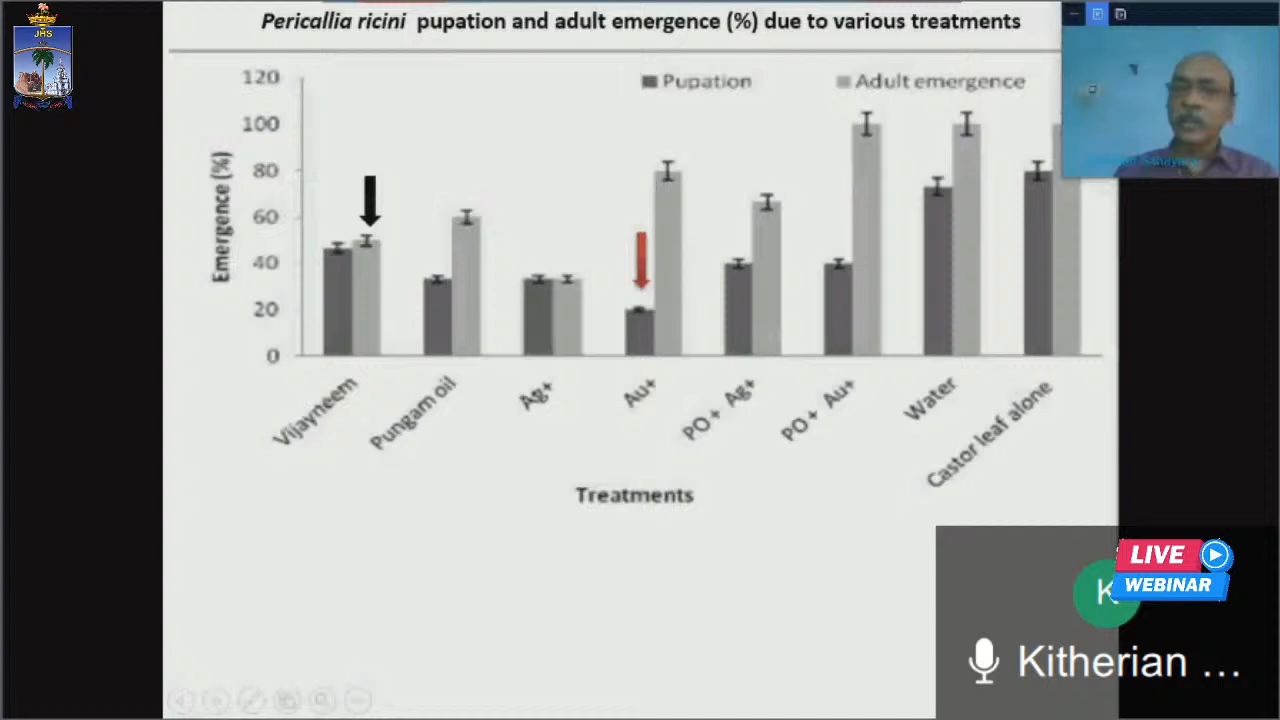 Pericallia ricini pupation and adult emergence (%) due to various treatments
JHS
120
100
80
60
40
20
0
Emergence (%)
Pupation
Adult emergence
Vijayneem
Pungam oil
Ag+
Au+
PO+ Ag+
PO+ Au+
Water
Castor leaf alone
Treatments
LIVE
WEBINAR
K
Kitherian ...